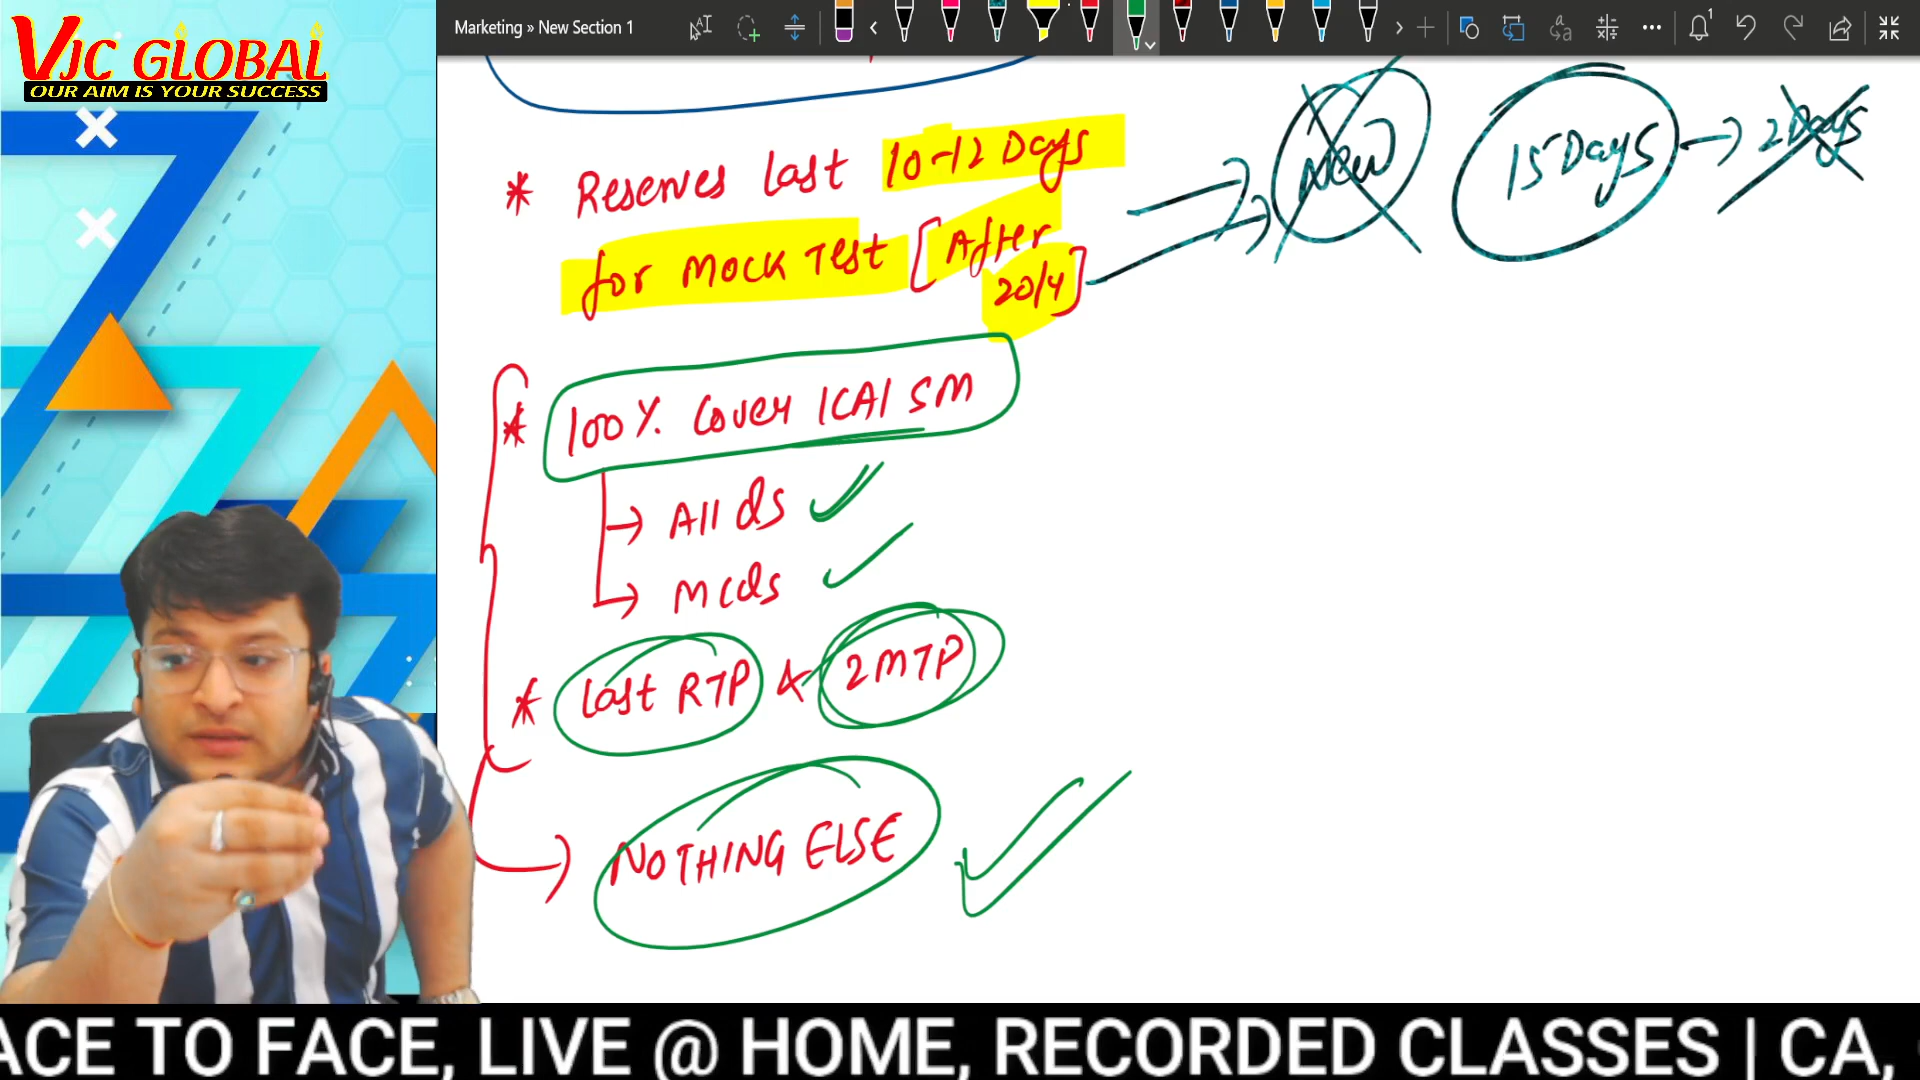 VJC GLOBAL
OUR AIM IS YOUR SUCCESS
Marketing » New Section 1
* Reserves last 10-12 Days
for Mock Test [After
20/4]
New
15 Days → 2 Days
* 100% Cover ICAI SM
→ All Qs
→ MCQs
* last RTP & 2 MTP
→ NOTHING ELSE
ACE TO FACE, LIVE @ HOME, RECORDED CLASSES | CA,